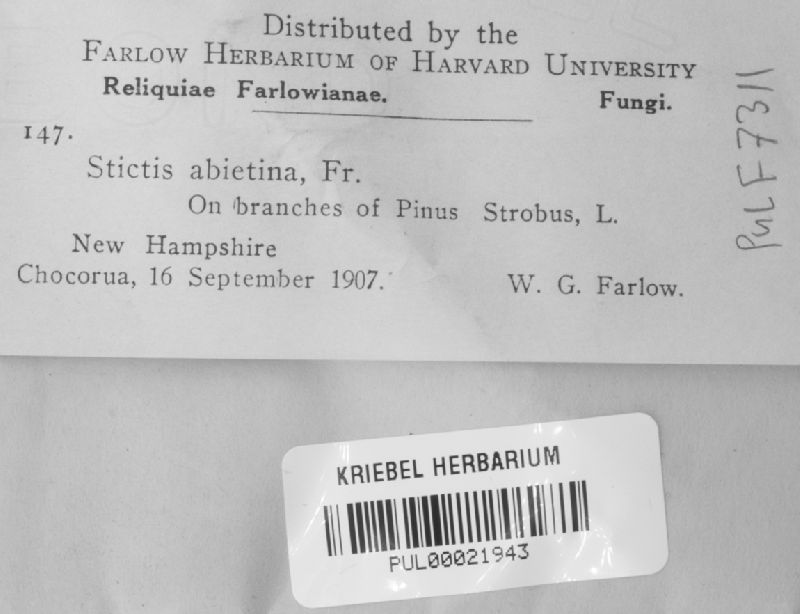 Distributed by the
Farlow Herbarium of Harvard University
Reliquiae Farlowianae. Fungi.
147.
Stictis abietina, Fr.
On branches of Pinus Strobus, L.
New Hampshire
Chocorua, 16 September 1907. W. G. Farlow.
PUL F 7311
KRIEBEL HERBARIUM
PUL00021943